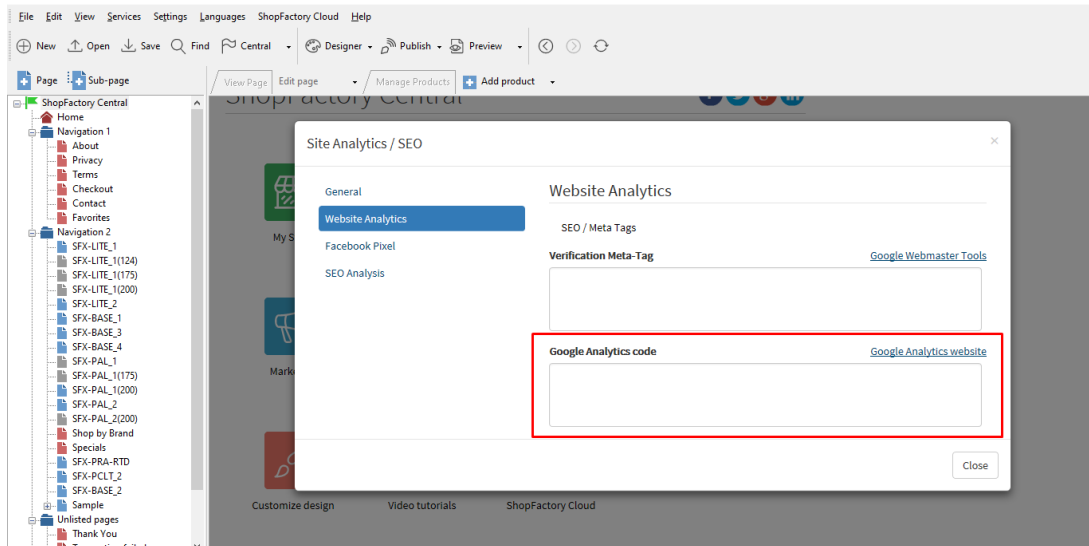 File Edit View Services Settings Languages ShopFactory Cloud Help
New Open Save Find Central Designer Publish Preview
Page Sub-page View Page Edit page Manage Products Add product
ShopFactory Central
ShopFactory Central
Home
Navigation 1
About
Privacy
Terms
Checkout
Contact
Favorites
Navigation 2
SFX-LITE_1
SFX-LITE_1(124)
SFX-LITE_1(175)
SFX-LITE_1(200)
SFX-LITE_2
SFX-BASE_1
SFX-BASE_3
SFX-BASE_4
SFX-PAL_1
SFX-PAL_1(175)
SFX-PAL_1(200)
SFX-PAL_2
SFX-PAL_2(200)
Shop by Brand
Specials
SFX-PRA-RTD
SFX-PCLT_2
SFX-BASE_2
Sample
Unlisted pages
Thank You
My S
Mark
Customize design Video tutorials ShopFactory Cloud
Site Analytics / SEO ×
General
Website Analytics
Facebook Pixel
SEO Analysis
Website Analytics
SEO / Meta Tags
Verification Meta-Tag Google Webmaster Tools
Google Analytics code Google Analytics website
Close